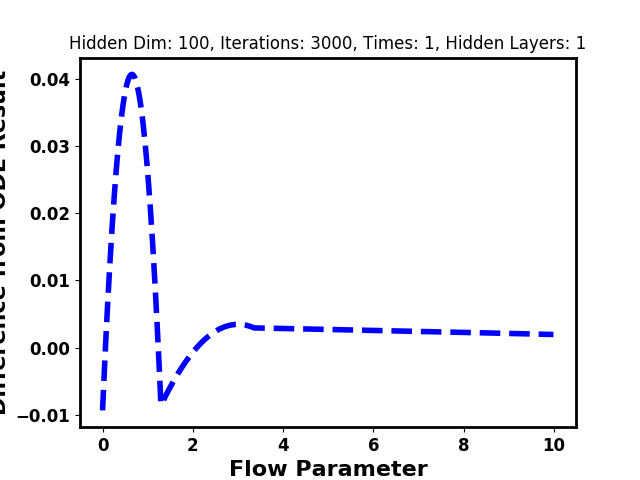 Hidden Dim: 100, Iterations: 3000, Times: 1, Hidden Layers: 1
Difference from ODE Result
0.04
0.03
0.02
0.01
0.00
−0.01
0 2 4 6 8 10
Flow Parameter